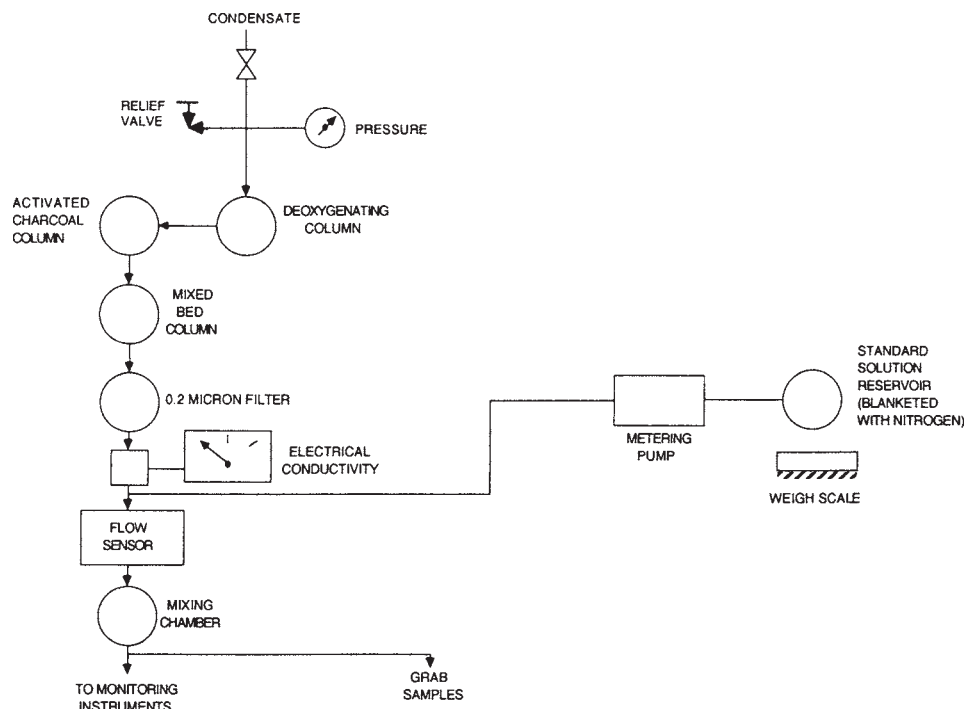 CONDENSATE
RELIEF
VALVE
PRESSURE
ACTIVATED
CHARCOAL
COLUMN
DEOXYGENATING
COLUMN
MIXED
BED
COLUMN
0.2 MICRON FILTER
ELECTRICAL
CONDUCTIVITY
METERING
PUMP
STANDARD
SOLUTION
RESERVOIR
(BLANKETED
WITH NITROGEN)
WEIGH SCALE
FLOW
SENSOR
MIXING
CHAMBER
TO MONITORING
INSTRUMENTS
GRAB
SAMPLES